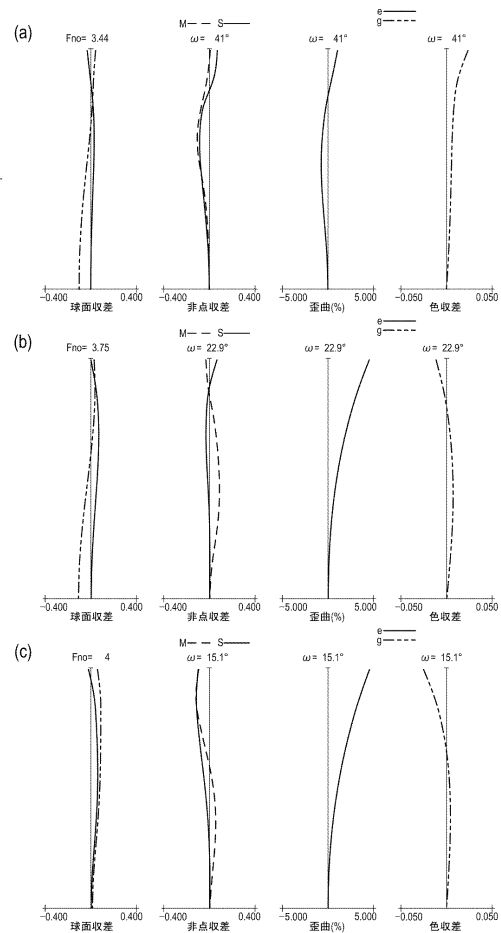 (a)
e
M S g
Fno= 3.44 ω= 41° ω= 41° ω= 41°
-0.400 0.400 -0.400 0.400 -5.000 5.000 -0.050 0.050
球面収差 非点収差 歪曲(%) 色収差
(b)
e
M S g
Fno= 3.75 ω= 22.9° ω= 22.9° ω= 22.9°
-0.400 0.400 -0.400 0.400 -5.000 5.000 -0.050 0.050
球面収差 非点収差 歪曲(%) 色収差
(c)
e
M S g
Fno= 4 ω= 15.1° ω= 15.1° ω= 15.1°
-0.400 0.400 -0.400 0.400 -5.000 5.000 -0.050 0.050
球面収差 非点収差 歪曲(%) 色収差